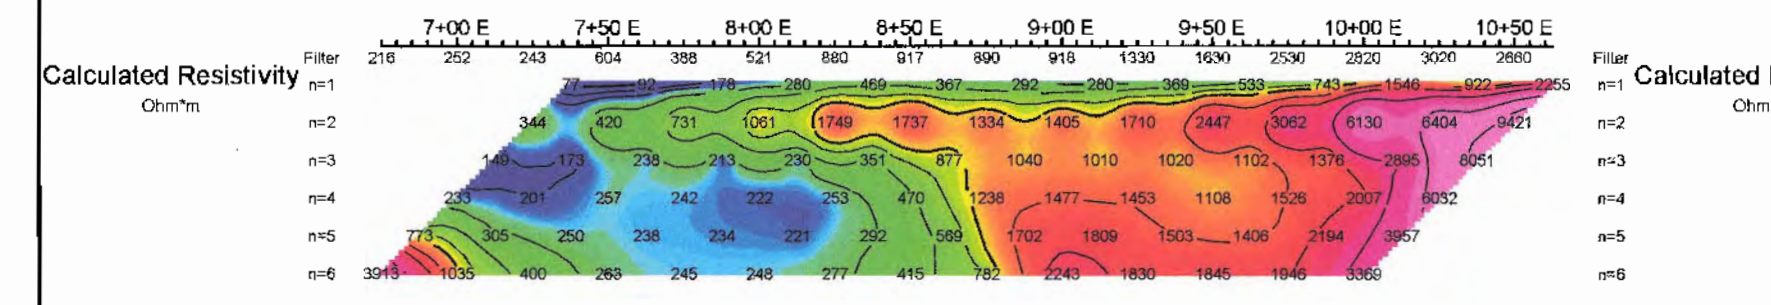 7+00 E 7+50 E 8+00 E 8+50 E 9+00 E 9+50 E 10+00 E 10+50 E
Filter 216 252 243 604 388 521 880 917 890 918 1330 1630 2530 2820 3020 2660 Filter
Calculated Resistivity n=1 77 92 178 280 469 367 292 280 369 533 743 1546 922 2255 n=1 Calculated
Ohm*m Ohm
n=2 344 420 731 1061 1749 1737 1334 1405 1710 2447 3062 6130 6404 9421 n=2
n=3 149 173 238 213 230 351 877 1040 1010 1020 1102 1376 2895 8051 n=3
n=4 233 201 257 242 222 253 470 1238 1477 1453 1108 1526 2007 6032 n=4
n=5 773 305 250 238 234 221 292 569 1702 1809 1503 1406 2194 3957 n=5
n=6 3913 1035 400 263 245 248 277 415 782 2243 1830 1845 1946 3369 n=6